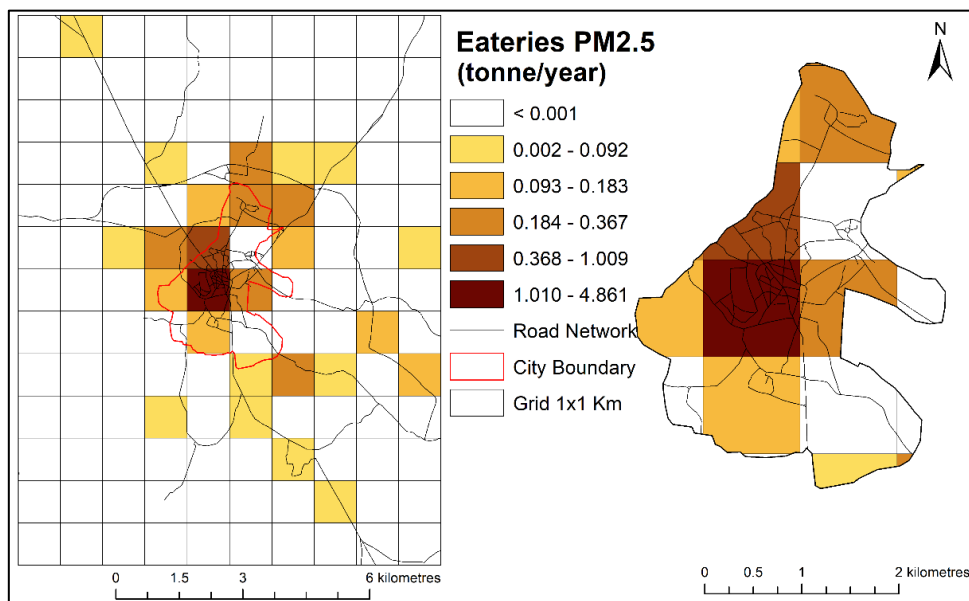 Eateries PM2.5
(tonne/year)
< 0.001
0.002 - 0.092
0.093 - 0.183
0.184 - 0.367
0.368 - 1.009
1.010 - 4.861
Road Network
City Boundary
Grid 1x1 Km
N
0 1.5 3 6 kilometres
0 0.5 1 2 kilometres